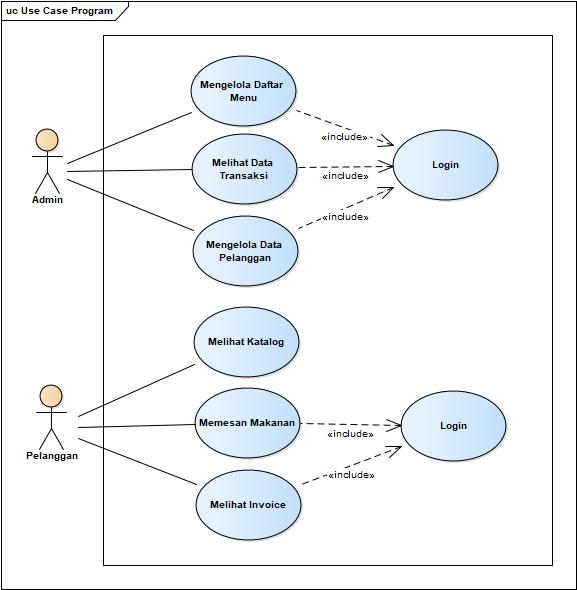 uc Use Case Program
Mengelola Daftar
Menu
«include»
Melihat Data
Transaksi
«include»
Login
Admin
Mengelola Data
Pelanggan
«include»
Melihat Katalog
Memesan Makanan
«include»
Login
Pelanggan
«include»
Melihat Invoice